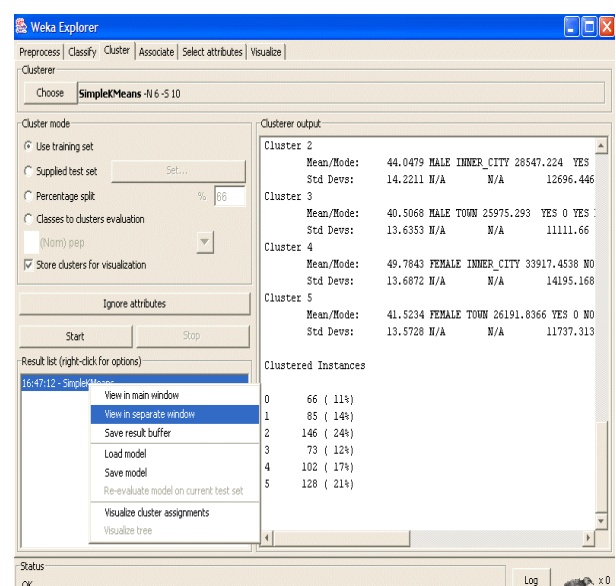 Weka Explorer
Preprocess Classify Cluster Associate Select attributes Visualize
Clusterer
Choose SimpleKMeans -N 6 -S 10
Cluster mode
Use training set
Supplied test set Set...
Percentage split % 66
Classes to clusters evaluation
(Nom) pep
Store clusters for visualization
Ignore attributes
Start Stop
Result list (right-click for options)
16:47:12 - SimpleKMeans
View in main window
View in separate window
Save result buffer
Load model
Save model
Re-evaluate model on current test set
Visualize cluster assignments
Visualize tree
Clusterer output
Cluster 2
Mean/Mode: 44.0479 MALE INNER_CITY 28547.224 YES
Std Devs: 14.2211 N/A N/A 12696.446
Cluster 3
Mean/Mode: 40.5068 MALE TOWN 25975.293 YES 0 YES
Std Devs: 13.6353 N/A N/A 11111.66
Cluster 4
Mean/Mode: 49.7843 FEMALE INNER_CITY 33917.4538 NO
Std Devs: 13.6872 N/A N/A 14195.168
Cluster 5
Mean/Mode: 41.5234 FEMALE TOWN 26191.8366 YES 0 NO
Std Devs: 13.5728 N/A N/A 11737.313
Clustered Instances
0 66 ( 11%)
1 85 ( 14%)
2 146 ( 24%)
3 73 ( 12%)
4 102 ( 17%)
5 128 ( 21%)
Status
OK
Log x 0